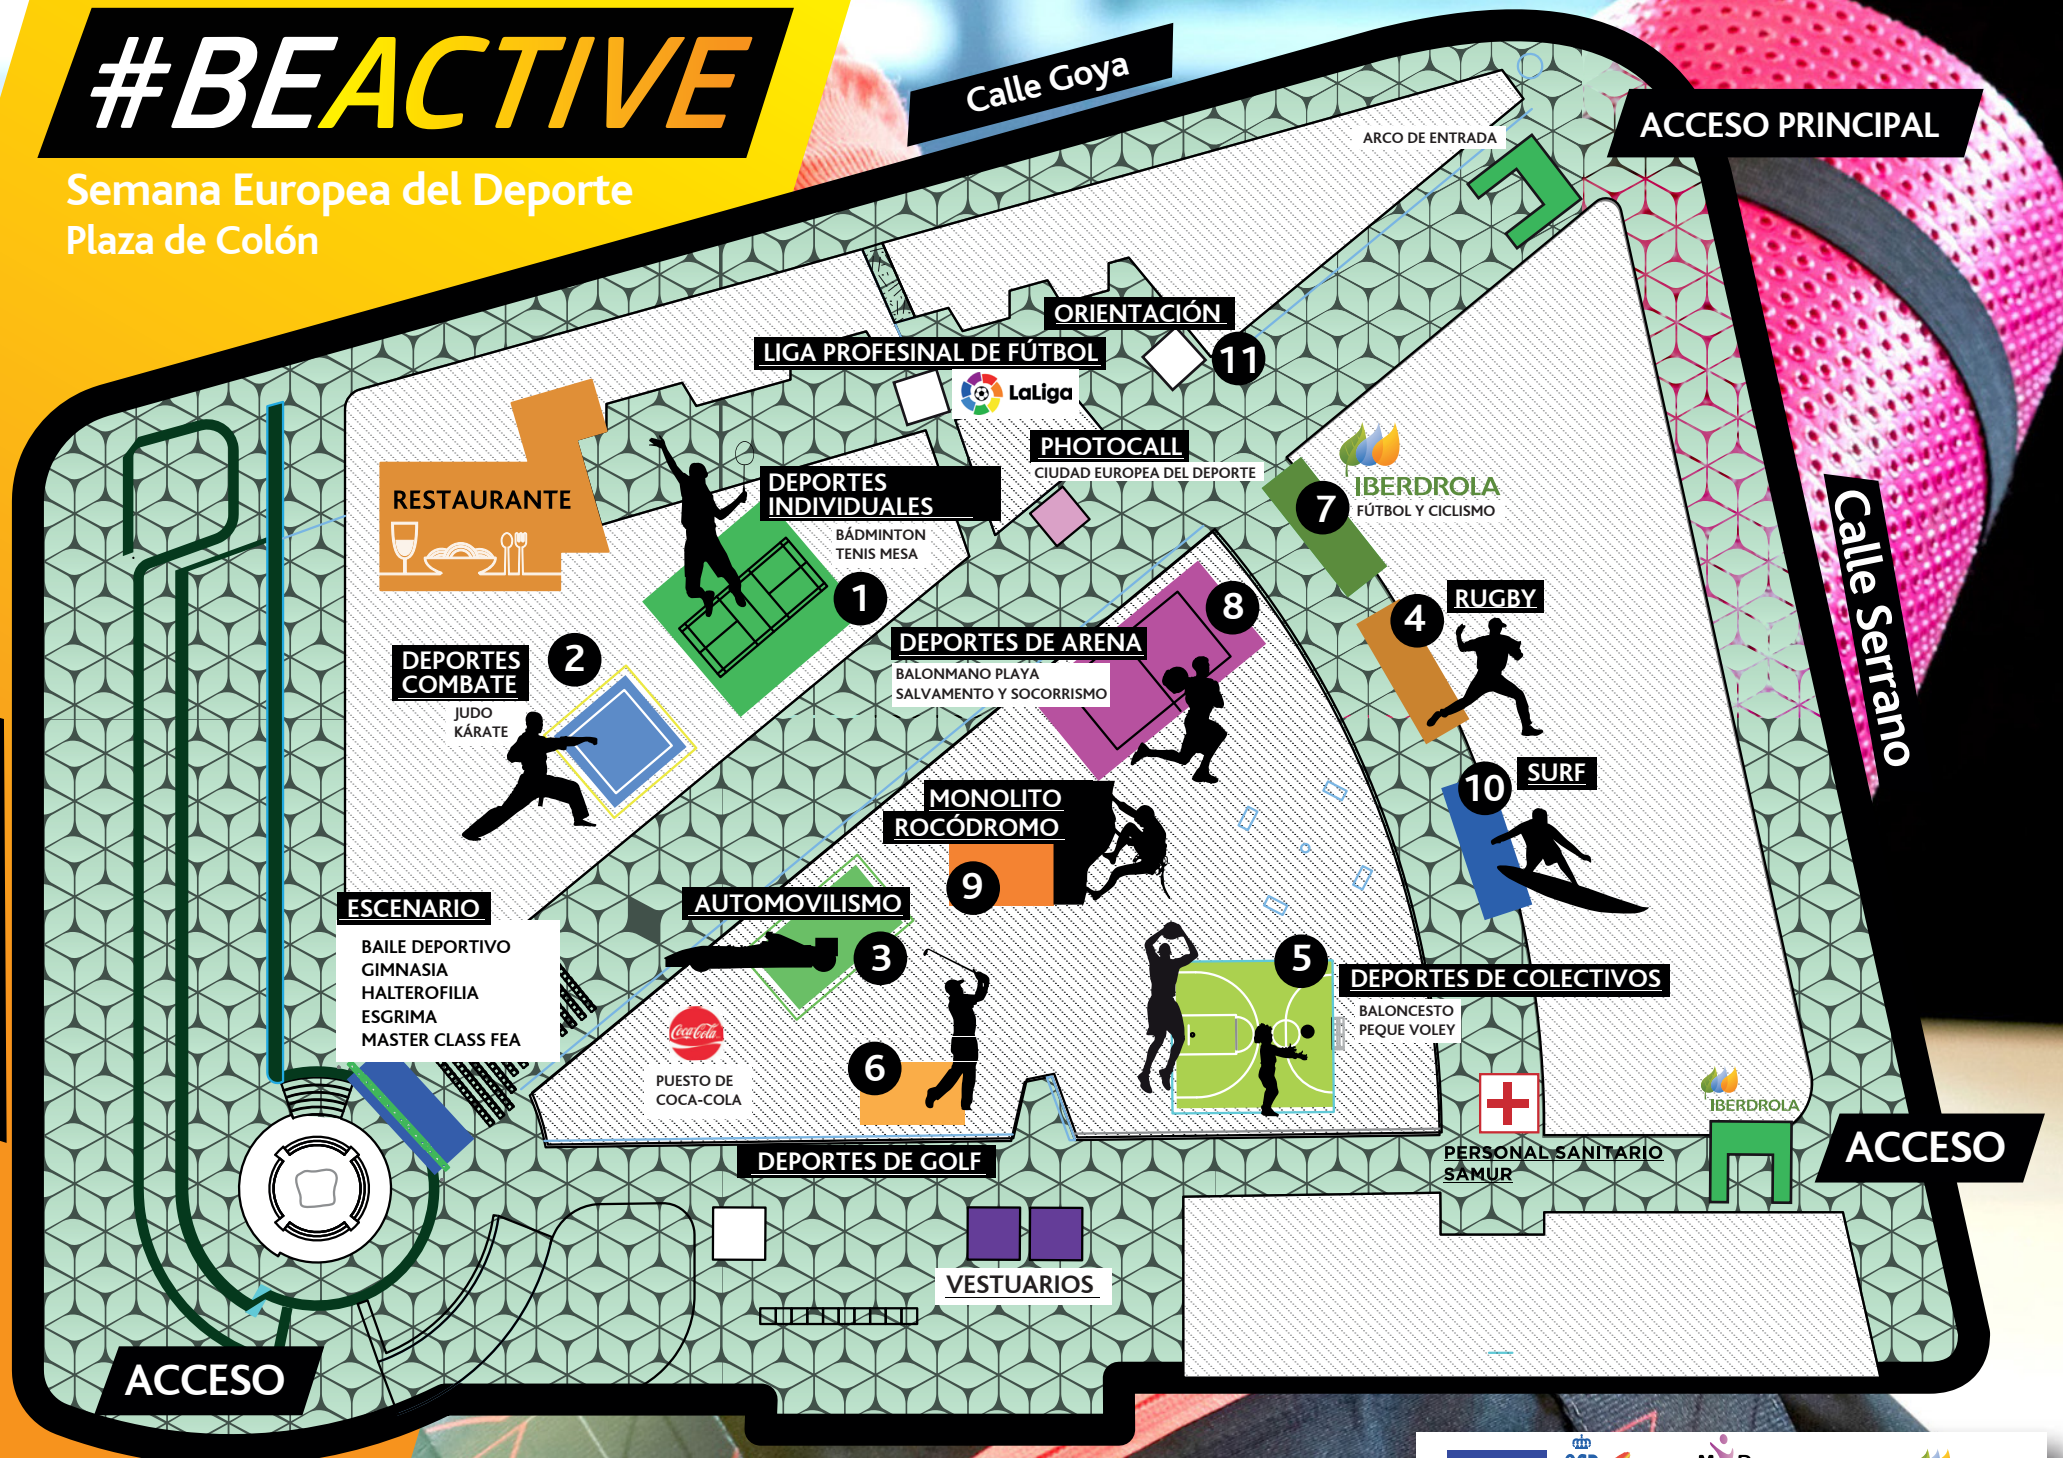 #BEACTIVE
Semana Europea del Deporte
Plaza de Colón
Calle Goya
ACCESO PRINCIPAL
ARCO DE ENTRADA
ORIENTACIÓN
11
LIGA PROFESINAL DE FÚTBOL
LaLiga
PHOTOCALL
CIUDAD EUROPEA DEL DEPORTE
IBERDROLA
FÚTBOL Y CICLISMO
7
RESTAURANTE
DEPORTES
INDIVIDUALES
BÁDMINTON
TENIS MESA
1
Calle Serrano
8
4
RUGBY
DEPORTES DE ARENA
BALONMANO PLAYA
SALVAMENTO Y SOCORRISMO
2
DEPORTES
COMBATE
JUDO
KÁRATE
10
SURF
MONOLITO
ROCÓDROMO
9
AUTOMOVILISMO
3
ESCENARIO
BAILE DEPORTIVO
GIMNASIA
HALTEROFILIA
ESGRIMA
MASTER CLASS FEA
5
DEPORTES DE COLECTIVOS
BALONCESTO
PEQUE VOLEY
Coca-Cola
PUESTO DE
COCA-COLA
6
DEPORTES DE GOLF
PERSONAL SANITARIO
SAMUR
IBERDROLA
ACCESO
VESTUARIOS
ACCESO